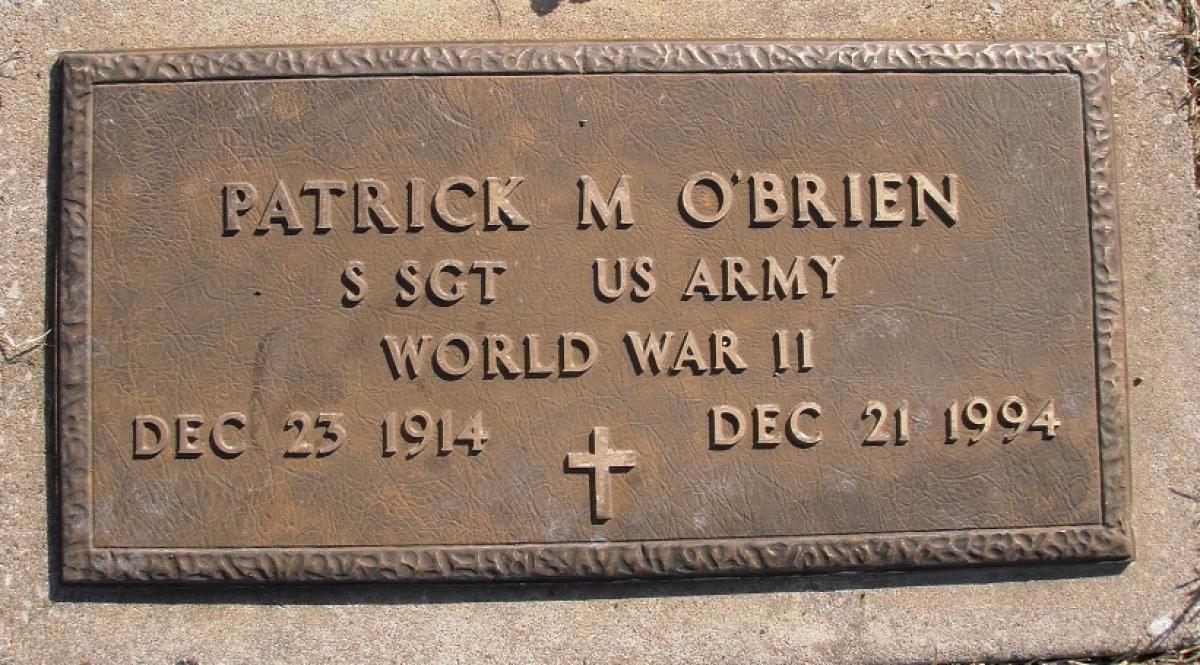 PATRICK M O'BRIEN
S SGT US ARMY
WORLD WAR II
DEC 23 1914 DEC 21 1994